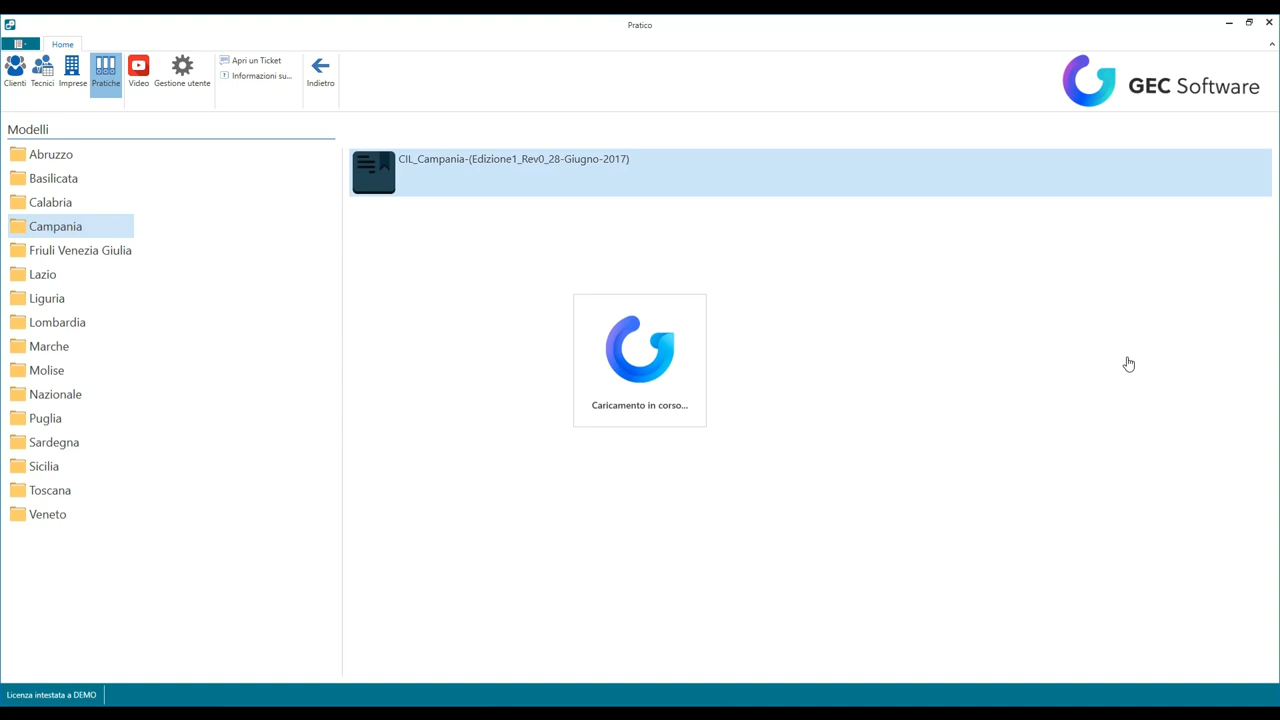 Pratico
Home
Clienti
Tecnici
Imprese
Pratiche
Video
Gestione utente
Apri un Ticket
Informazioni su...
Indietro
GEC Software
Modelli
Abruzzo
Basilicata
Calabria
Campania
Friuli Venezia Giulia
Lazio
Liguria
Lombardia
Marche
Molise
Nazionale
Puglia
Sardegna
Sicilia
Toscana
Veneto
CIL_Campania-(Edizione1_Rev0_28-Giugno-2017)
Caricamento in corso...
Licenza intestata a DEMO